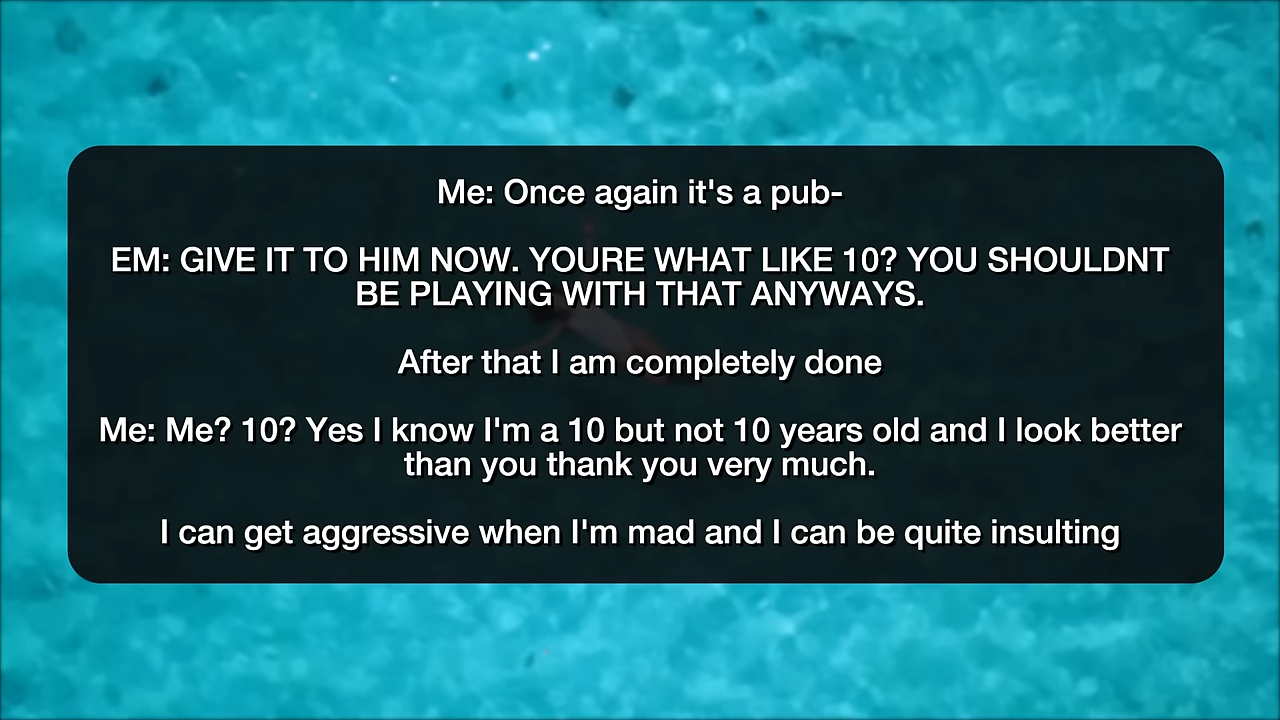 Me: Once again it's a pub-
EM: GIVE IT TO HIM NOW. YOURE WHAT LIKE 10? YOU SHOULDNT
BE PLAYING WITH THAT ANYWAYS.
After that I am completely done
Me: Me? 10? Yes I know I'm a 10 but not 10 years old and I look better
than you thank you very much.
I can get aggressive when I'm mad and I can be quite insulting